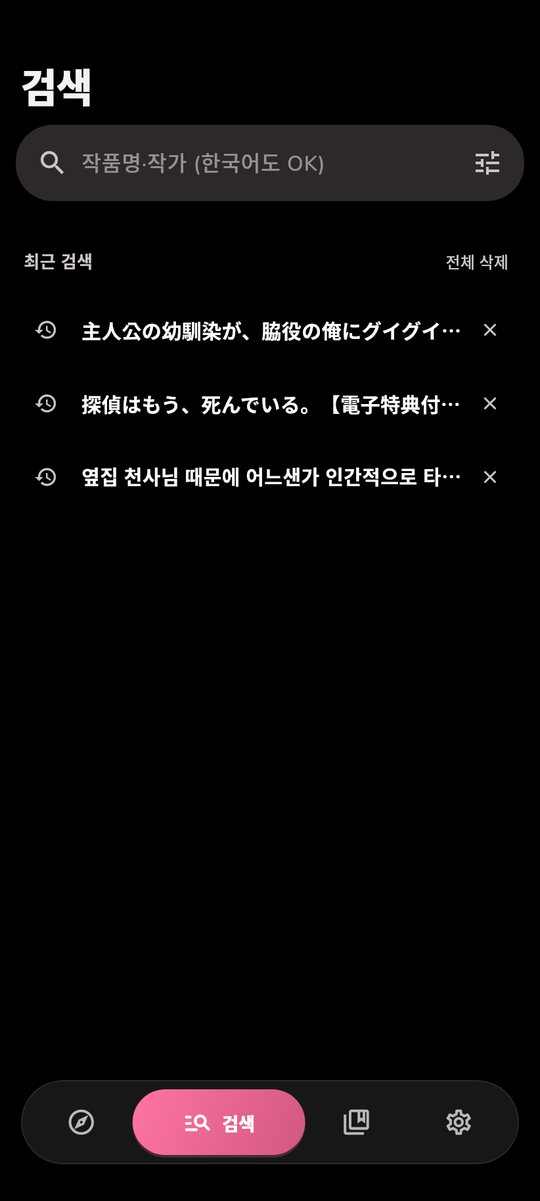 검색
작품명·작가 (한국어도 OK)
최근 검색 전체 삭제
主人公の幼馴染が、脇役の俺にグイグイ…
探偵はもう、死んでいる。【電子特典付…
옆집 천사님 때문에 어느샌가 인간적으로 타…
검색